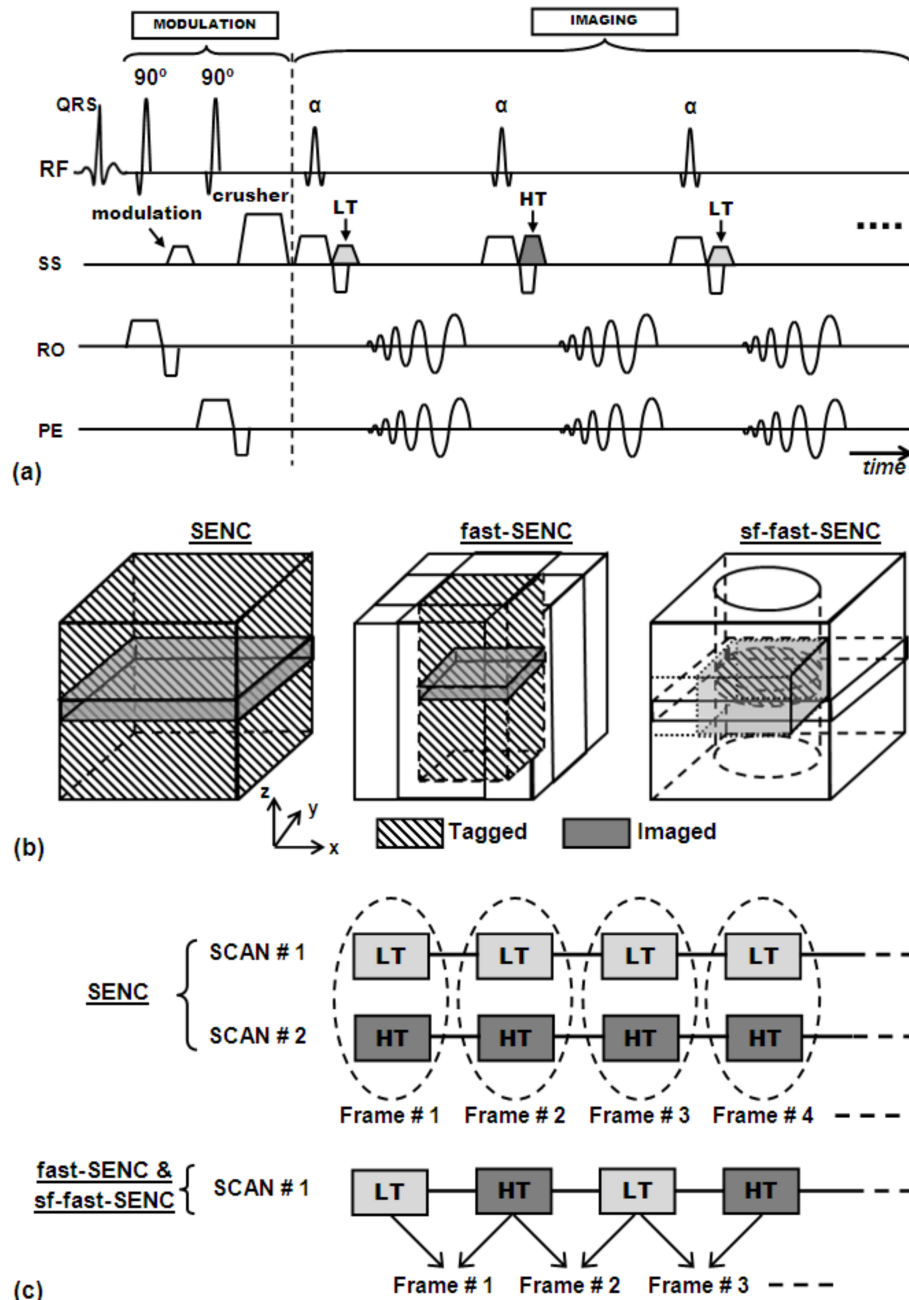 MODULATION IMAGING
90° 90°
QRS α α α
RF
crusher
modulation LT HT LT
SS
RO
PE
time
(a)
SENC fast-SENC sf-fast-SENC
z
y
x
Tagged Imaged
(b)
SCAN # 1 LT LT LT LT
SENC
SCAN # 2 HT HT HT HT
Frame # 1 Frame # 2 Frame # 3 Frame # 4
fast-SENC &
sf-fast-SENC
SCAN # 1 LT HT LT HT
Frame # 1 Frame # 2 Frame # 3
(c)